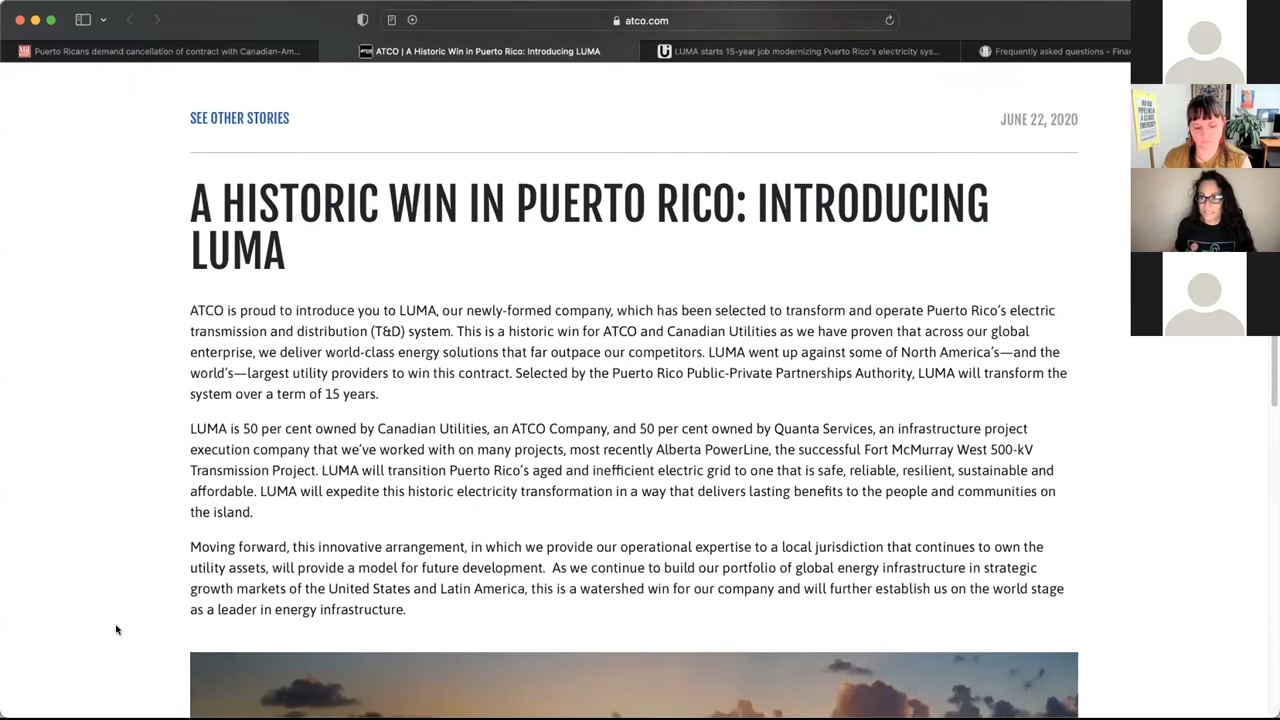 atco.com
Puerto Ricans demand cancellation of contract with Canadian-Am...
ATCO | A Historic Win in Puerto Rico: Introducing LUMA
LUMA starts 15-year job modernizing Puerto Rico's electricity sys...
Frequently asked questions - Finan
SEE OTHER STORIES
JUNE 22, 2020
A HISTORIC WIN IN PUERTO RICO: INTRODUCING
LUMA
ATCO is proud to introduce you to LUMA, our newly-formed company, which has been selected to transform and operate Puerto Rico's electric
transmission and distribution (T&D) system. This is a historic win for ATCO and Canadian Utilities as we have proven that across our global
enterprise, we deliver world-class energy solutions that far outpace our competitors. LUMA went up against some of North America's—and the
world's—largest utility providers to win this contract. Selected by the Puerto Rico Public-Private Partnerships Authority, LUMA will transform the
system over a term of 15 years.
LUMA is 50 per cent owned by Canadian Utilities, an ATCO Company, and 50 per cent owned by Quanta Services, an infrastructure project
execution company that we've worked with on many projects, most recently Alberta PowerLine, the successful Fort McMurray West 500-kV
Transmission Project. LUMA will transition Puerto Rico's aged and inefficient electric grid to one that is safe, reliable, resilient, sustainable and
affordable. LUMA will expedite this historic electricity transformation in a way that delivers lasting benefits to the people and communities on
the island.
Moving forward, this innovative arrangement, in which we provide our operational expertise to a local jurisdiction that continues to own the
utility assets, will provide a model for future development.  As we continue to build our portfolio of global energy infrastructure in strategic
growth markets of the United States and Latin America, this is a watershed win for our company and will further establish us on the world stage
as a leader in energy infrastructure.